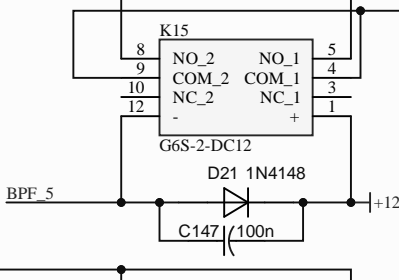 K15
8 NO_2 NO_1 5
9 COM_2 COM_1 4
10 NC_2 NC_1 3
12 - + 1
G6S-2-DC12
D21 1N4148
BPF_5 +12
C147 100n